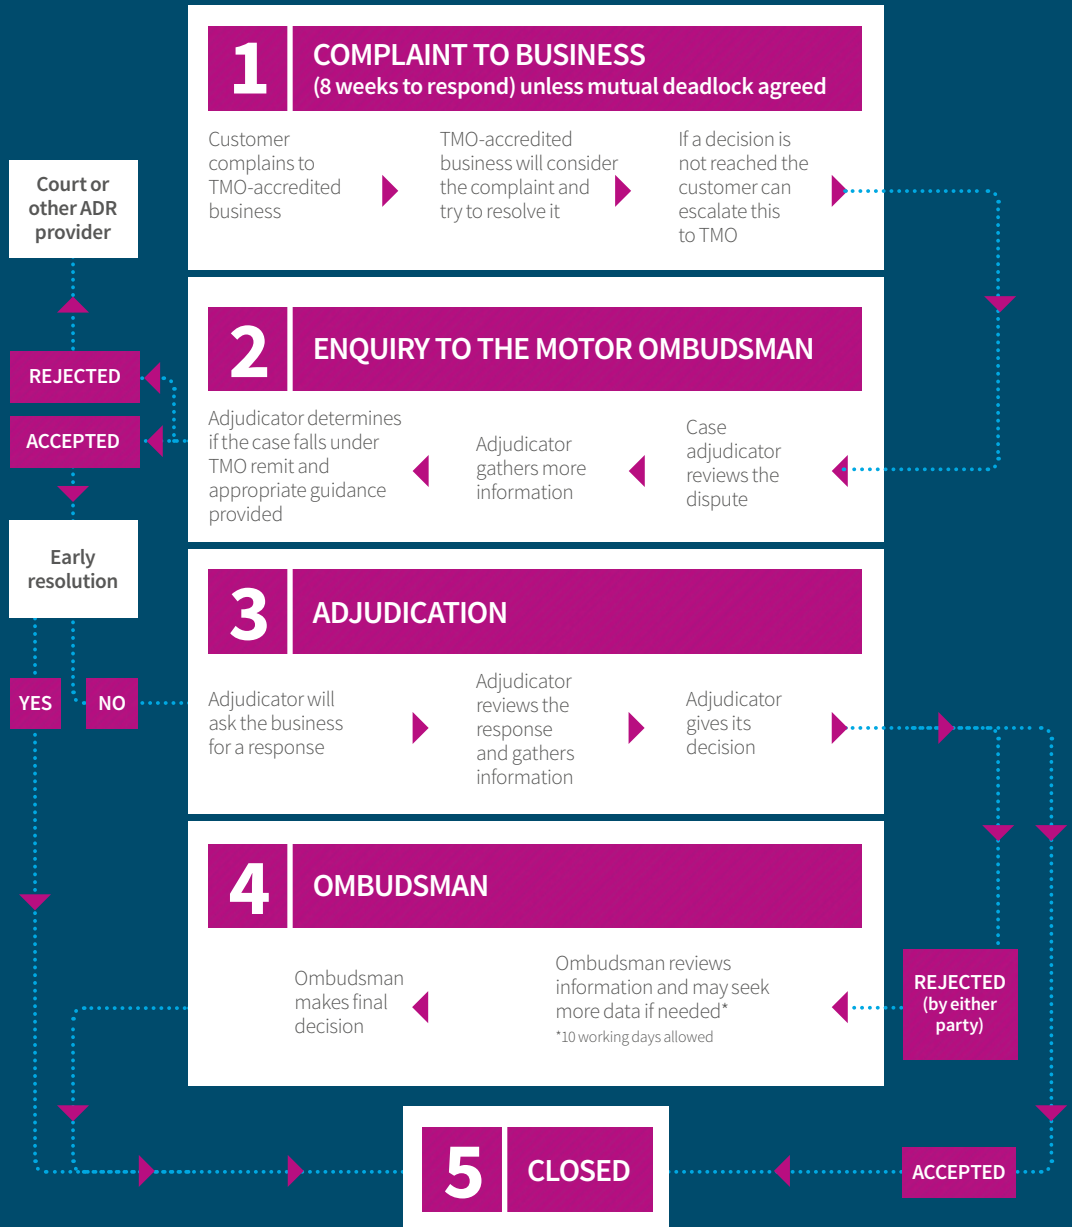 1
COMPLAINT TO BUSINESS
(8 weeks to respond) unless mutual deadlock agreed
Customer
complains to
TMO-accredited
business
TMO-accredited
business will consider
the complaint and
try to resolve it
If a decision is
not reached the
customer can
escalate this
to TMO
Court or
other ADR
provider
REJECTED
ACCEPTED
Early
resolution
YES
NO
2
ENQUIRY TO THE MOTOR OMBUDSMAN
Adjudicator determines
if the case falls under
TMO remit and
appropriate guidance
provided
Adjudicator
gathers more
information
Case
adjudicator
reviews the
dispute
3
ADJUDICATION
Adjudicator will
ask the business
for a response
Adjudicator
reviews the
response
and gathers
information
Adjudicator
gives its
decision
4
OMBUDSMAN
Ombudsman
makes final
decision
Ombudsman reviews
information and may seek
more data if needed*
*10 working days allowed
REJECTED
(by either
party)
5
CLOSED
ACCEPTED